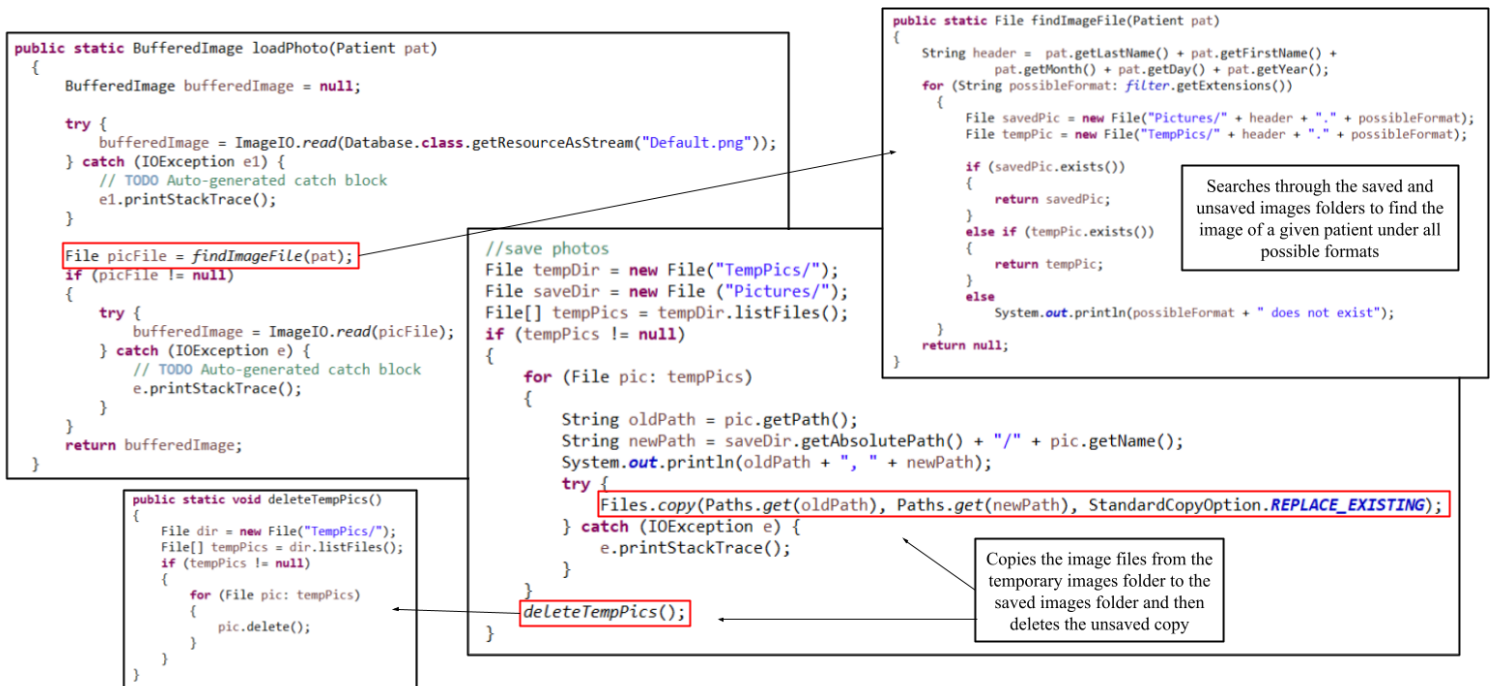 public static BufferedImage loadPhoto(Patient pat)
{
BufferedImage bufferedImage = null;
try {
bufferedImage = ImageIO.read(Database.class.getResourceAsStream("Default.png"));
} catch (IOException e1) {
// TODO Auto-generated catch block
e1.printStackTrace();
}
File picFile = findImageFile(pat);
if (picFile != null)
{
try {
bufferedImage = ImageIO.read(picFile);
} catch (IOException e) {
// TODO Auto-generated catch block
e.printStackTrace();
}
}
return bufferedImage;
}
public static File findImageFile(Patient pat)
{
String header = pat.getLastName() + pat.getFirstName() +
pat.getMonth() + pat.getDay() + pat.getYear();
for (String possibleFormat: filter.getExtensions())
{
File savedPic = new File("Pictures/" + header + "." + possibleFormat);
File tempPic = new File("TempPics/" + header + "." + possibleFormat);
if (savedPic.exists())
{
return savedPic;
}
else if (tempPic.exists())
{
return tempPic;
}
else
System.out.println(possibleFormat + " does not exist");
}
return null;
}
Searches through the saved and
unsaved images folders to find the
image of a given patient under all
possible formats
//save photos
File tempDir = new File("TempPics/");
File saveDir = new File ("Pictures/");
File[] tempPics = tempDir.listFiles();
if (tempPics != null)
{
for (File pic: tempPics)
{
String oldPath = pic.getPath();
String newPath = saveDir.getAbsolutePath() + "/" + pic.getName();
System.out.println(oldPath + ", " + newPath);
try {
Files.copy(Paths.get(oldPath), Paths.get(newPath), StandardCopyOption.REPLACE_EXISTING);
} catch (IOException e) {
e.printStackTrace();
}
}
deleteTempPics();
}
Copies the image files from the
temporary images folder to the
saved images folder and then
deletes the unsaved copy
public static void deleteTempPics()
{
File dir = new File("TempPics/");
File[] tempPics = dir.listFiles();
if (tempPics != null)
{
for (File pic: tempPics)
{
pic.delete();
}
}
}